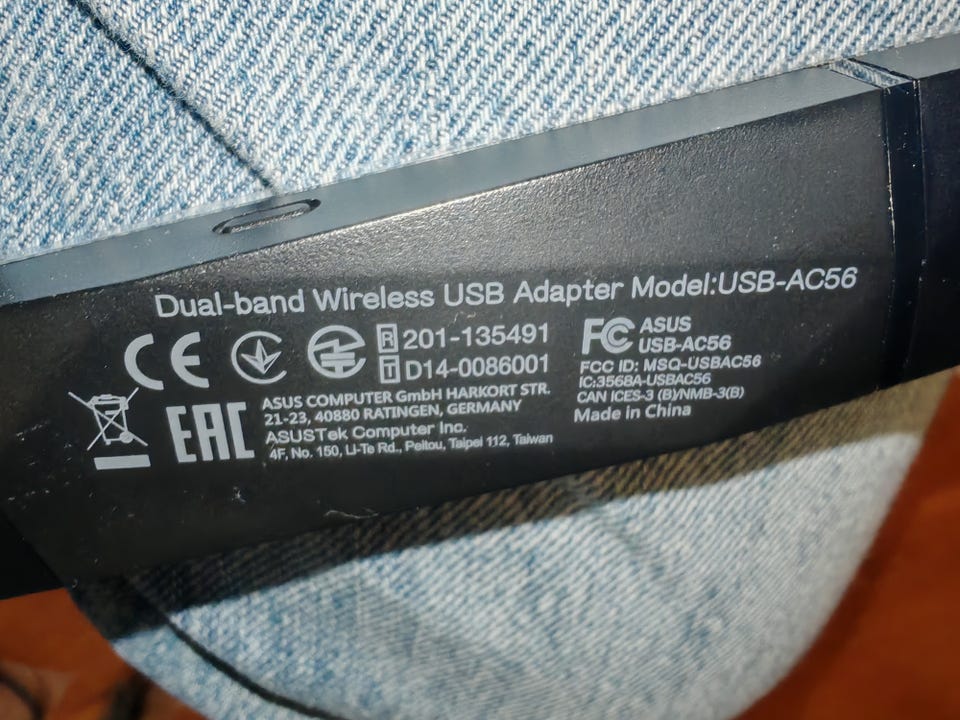 Dual-band Wireless USB Adapter Model:USB-AC56
CE
R 201-135491
T D14-0086001
EAC
ASUS COMPUTER GmbH HARKORT STR.
21-23, 40880 RATINGEN, GERMANY
ASUSTek Computer Inc.
4F, No. 150, Li-Te Rd., Peitou, Taipei 112, Taiwan
FC ASUS
USB-AC56
FCC ID: MSQ-USBAC56
IC:3568A-USBAC56
CAN ICES-3 (B)/NMB-3(B)
Made in China